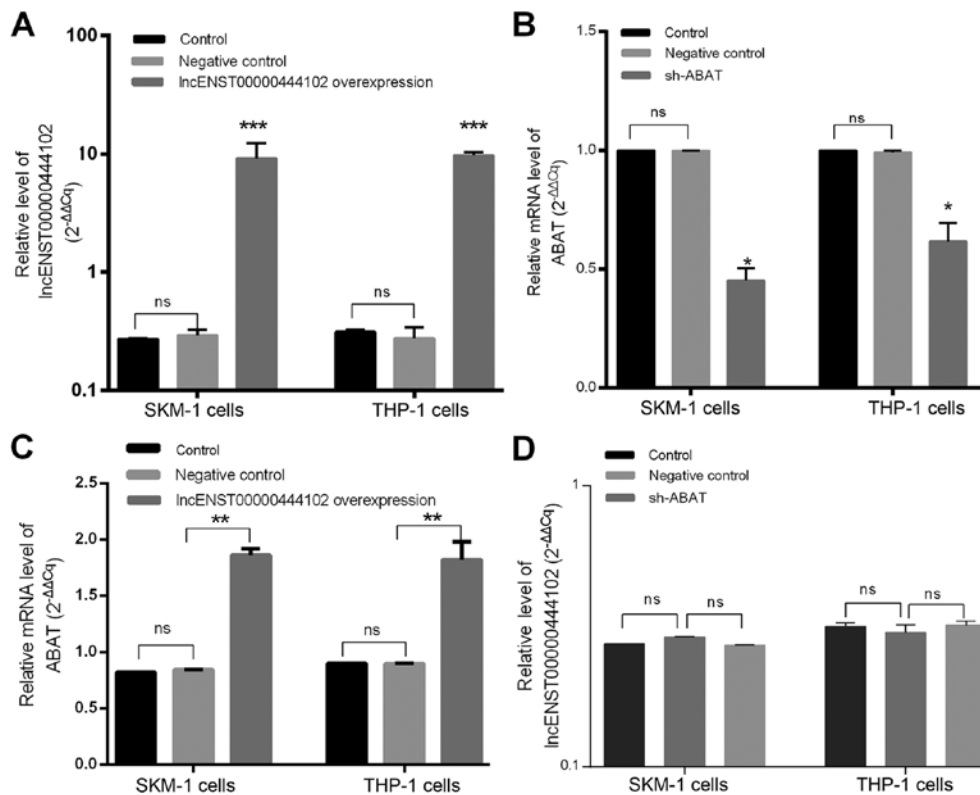 A
Relative level of
lncENST00000444102
(2-ΔΔCq)
100
10
1
0.1
Control
Negative control
lncENST00000444102 overexpression
ns
***
ns
***
SKM-1 cells
THP-1 cells
B
Relative mRNA level of
ABAT (2-ΔΔCq)
1.0
0.5
0.0
Control
Negative control
sh-ABAT
ns
*
ns
*
SKM-1 cells
THP-1 cells
C
Relative mRNA level of
ABAT (2-ΔΔCq)
2.5
2.0
1.5
1.0
0.5
0.0
Control
Negative control
lncENST00000444102 overexpression
ns
**
ns
**
SKM-1 cells
THP-1 cells
D
Relative level of
lncENST00000444102 (2-ΔΔCq)
1
0.1
Control
Negative control
sh-ABAT
ns
ns
ns
ns
SKM-1 cells
THP-1 cells